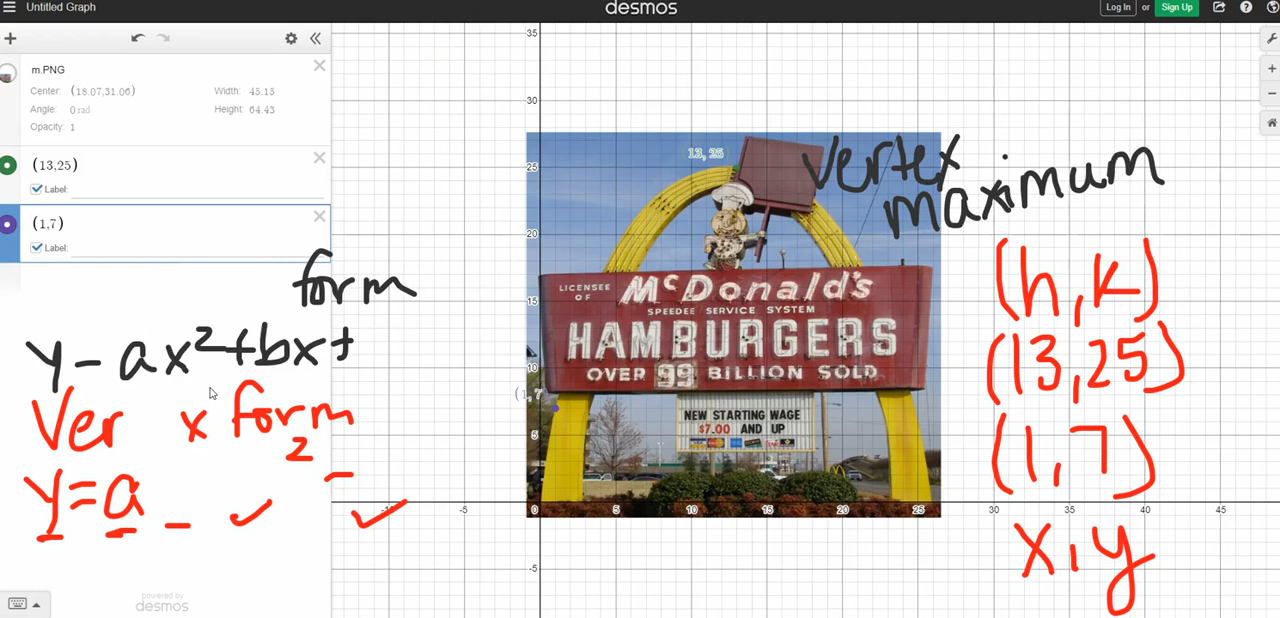 Untitled Graph
desmos
Log In or Sign Up
m.PNG
Center: (18.07,31.06) Width: 45.15
Angle: 0 rad Height: 64.43
Opacity: 1
(13,25)
Label:
(1,7)
Label:
form
y - ax²+bx+
Ver x form
2
y=a
powered by
desmos
35
30
25
20
15
10
5
-5
-5
0
5
10
15
20
25
30
35
40
45
13, 25
(1, 7
LICENSEE OF
McDonald's
SPEEDEE SERVICE SYSTEM
HAMBURGERS
OVER 99 BILLION SOLD
NEW STARTING WAGE
$7.00 AND UP
vertex
maximum
(h,k)
(13,25)
(1,7)
x,y